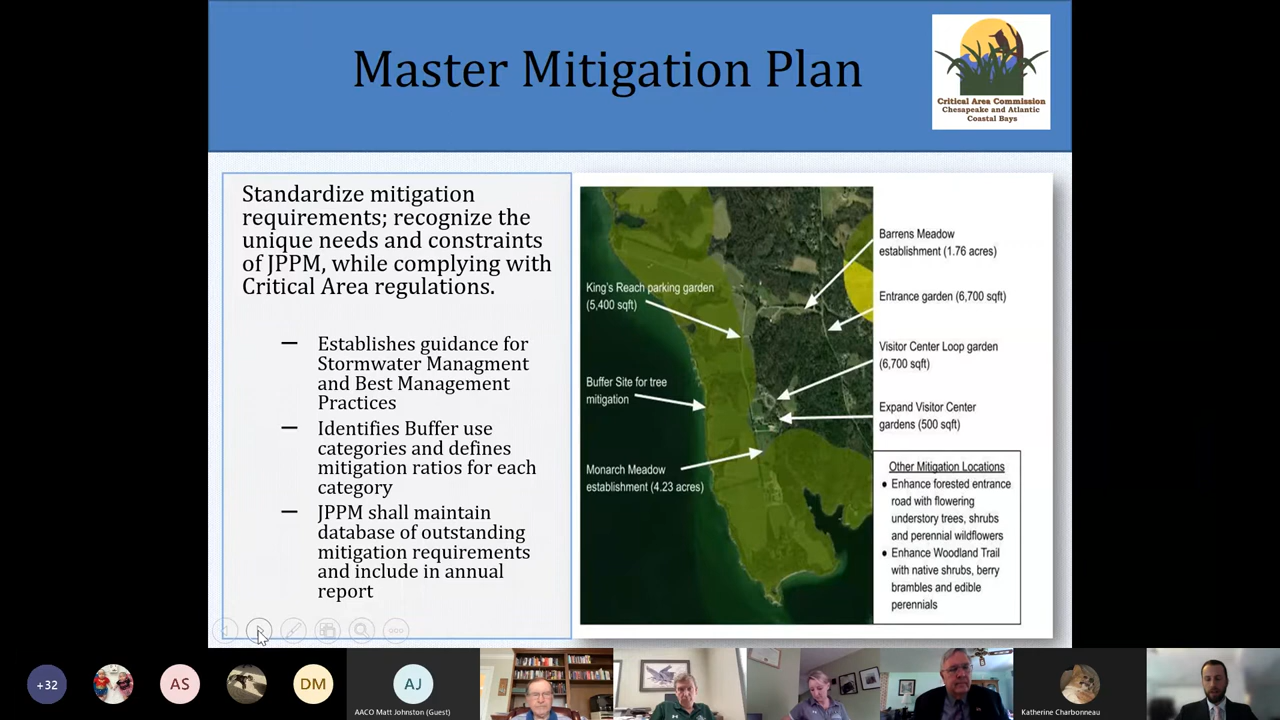 Master Mitigation Plan
Critical Area Commission
Chesapeake and Atlantic
Coastal Bays
Standardize mitigation
requirements; recognize the
unique needs and constraints
of JPPM, while complying with
Critical Area regulations.
— Establishes guidance for
Stormwater Managment
and Best Management
Practices
— Identifies Buffer use
categories and defines
mitigation ratios for each
category
— JPPM shall maintain
database of outstanding
mitigation requirements
and include in annual
report
King's Reach parking garden
(5,400 sqft)
Buffer Site for tree
mitigation
Monarch Meadow
establishment (4.23 acres)
Barrens Meadow
establishment (1.76 acres)
Entrance garden (6,700 sqft)
Visitor Center Loop garden
(6,700 sqft)
Expand Visitor Center
gardens (500 sqft)
Other Mitigation Locations
• Enhance forested entrance
road with flowering
understory trees, shrubs
and perennial wildflowers
• Enhance Woodland Trail
with native shrubs, berry
brambles and edible
perennials
+32
AS
DM
AJ
AACO Matt Johnston (Guest)
Katherine Charbonneau